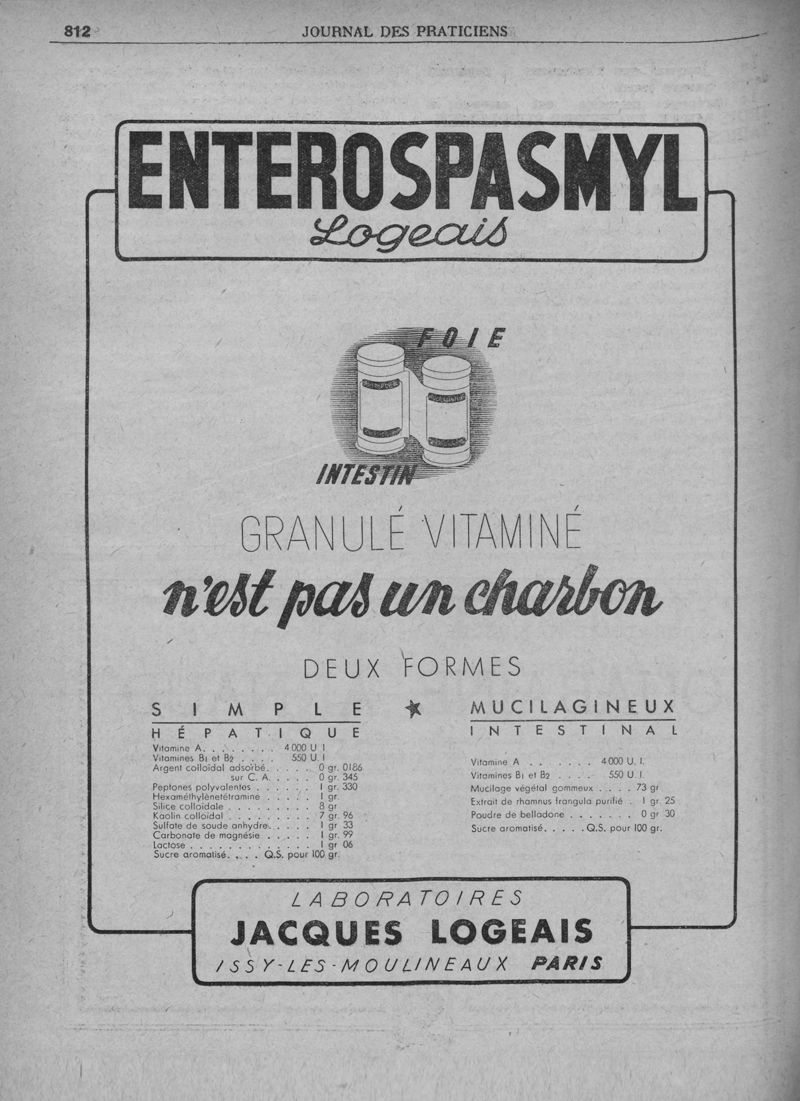 812
JOURNAL DES PRATICIENS
ENTEROSPASMYL
Logeais
FOIE
INTESTIN
GRANULÉ VITAMINÉ
n'est pas un charbon
DEUX FORMES
SIMPLE
HÉPATIQUE
Vitamine A. . . . . . . . 4000 U I
Vitamines B1 et B2 . . . . 550 U. I
Argent colloïdal adsorbé. . . . . 0 gr. 0186
sur C. A. . . . . 0 gr. 345
Peptones polyvalentes . . . . . . 1 gr. 330
Hexaméthylènetétramine . . . . . 1 gr.
Silice colloïdale . . . . . . . . . 8 gr
Kaolin colloïdal . . . . . . . . . 7 gr. 96
Sulfate de soude anhydre. . . . . 1 gr 33
Carbonate de magnésie . . . . . 1 gr. 99
Lactose . . . . . . . . . . . . . 1 gr 06
Sucre aromatisé. . . . Q.S. pour 100 gr.
MUCILAGINEUX
INTESTINAL
Vitamine A . . . . . . 4000 U. I.
Vitamines B1 et B2 . . . . 550 U. I
Mucilage végétal gommeux . . . . 73 gr
Extrait de rhamnus frangula purifié . 1 gr. 25
Poudre de belladone . . . . . . . 0 gr 30
Sucre aromatisé. . . . . Q.S. pour 100 gr.
LABORATOIRES
JACQUES LOGEAIS
ISSY-LES-MOULINEAUX PARIS